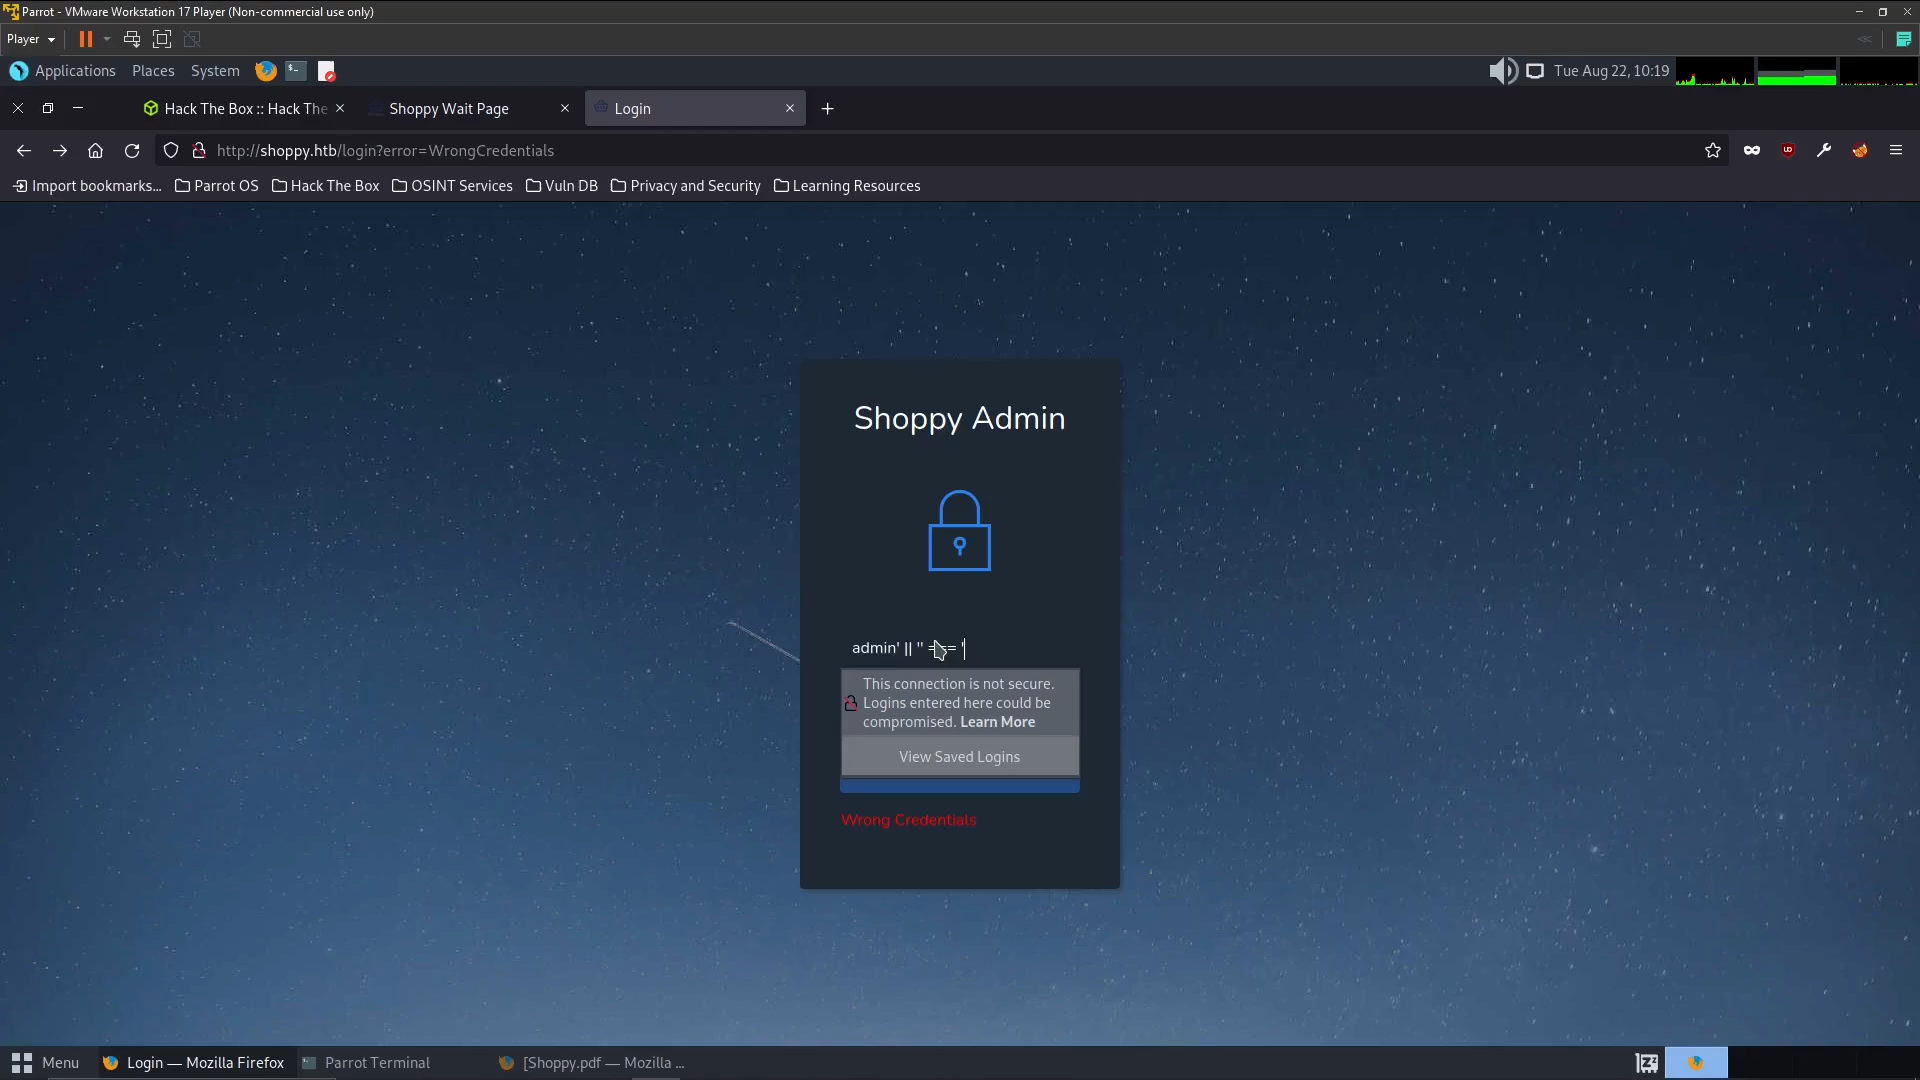 Parrot - VMware Workstation 17 Player (Non-commercial use only)
Player
Applications Places System Tue Aug 22, 10:19
Hack The Box :: Hack The Shoppy Wait Page Login
http://shoppy.htb/login?error=WrongCredentials
Import bookmarks... Parrot OS Hack The Box OSINT Services Vuln DB Privacy and Security Learning Resources
Shoppy Admin
admin' || '' === '
This connection is not secure.
Logins entered here could be
compromised. Learn More
View Saved Logins
Wrong Credentials
Menu Login — Mozilla Firefox Parrot Terminal [Shoppy.pdf — Mozilla ...